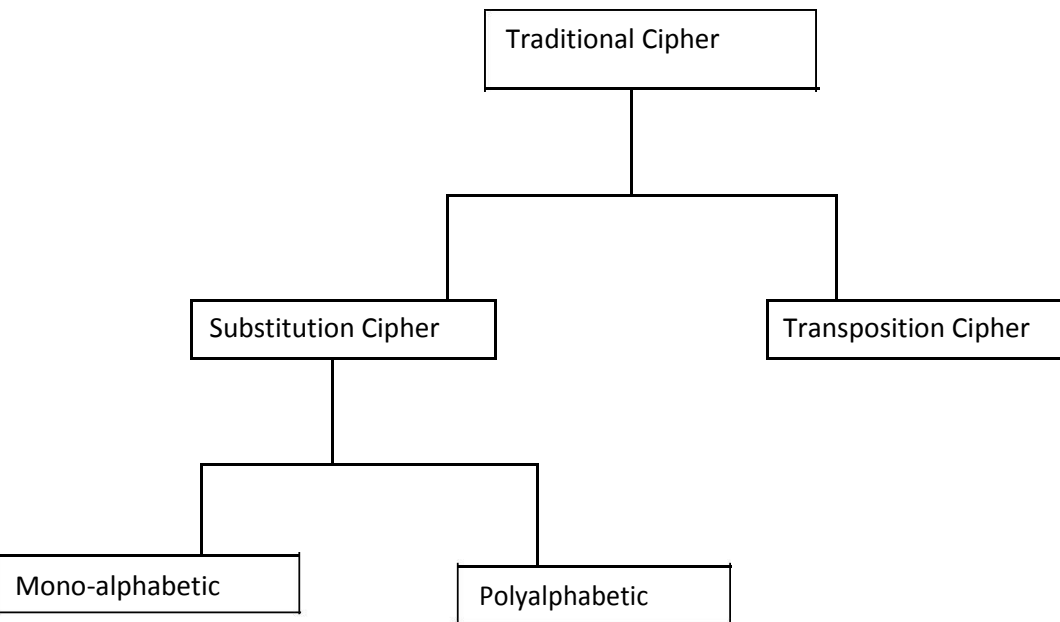 Traditional Cipher
Substitution Cipher
Transposition Cipher
Mono-alphabetic
Polyalphabetic